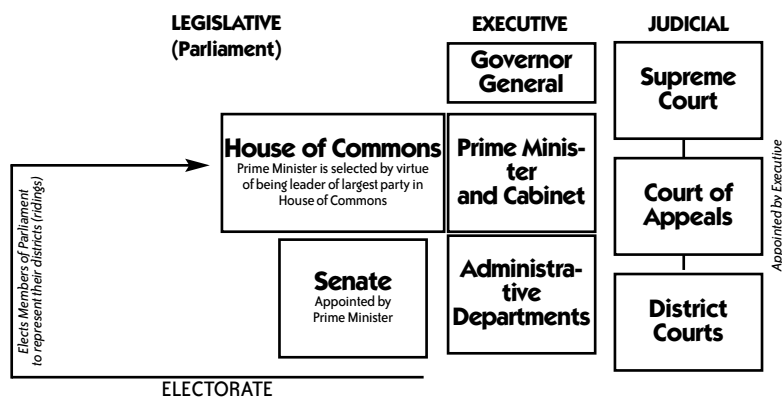 LEGISLATIVE
(Parliament)
EXECUTIVE
JUDICIAL
Governor
General
Supreme
Court
House of Commons
Prime Minister is selected by virtue
of being leader of largest party in
House of Commons
Prime Minis-
ter
and Cabinet
Court of
Appeals
Appointed by Executive
Elects Members of Parliament
to represent their districts (ridings)
Senate
Appointed by
Prime Minister
Administra-
tive
Departments
District
Courts
ELECTORATE